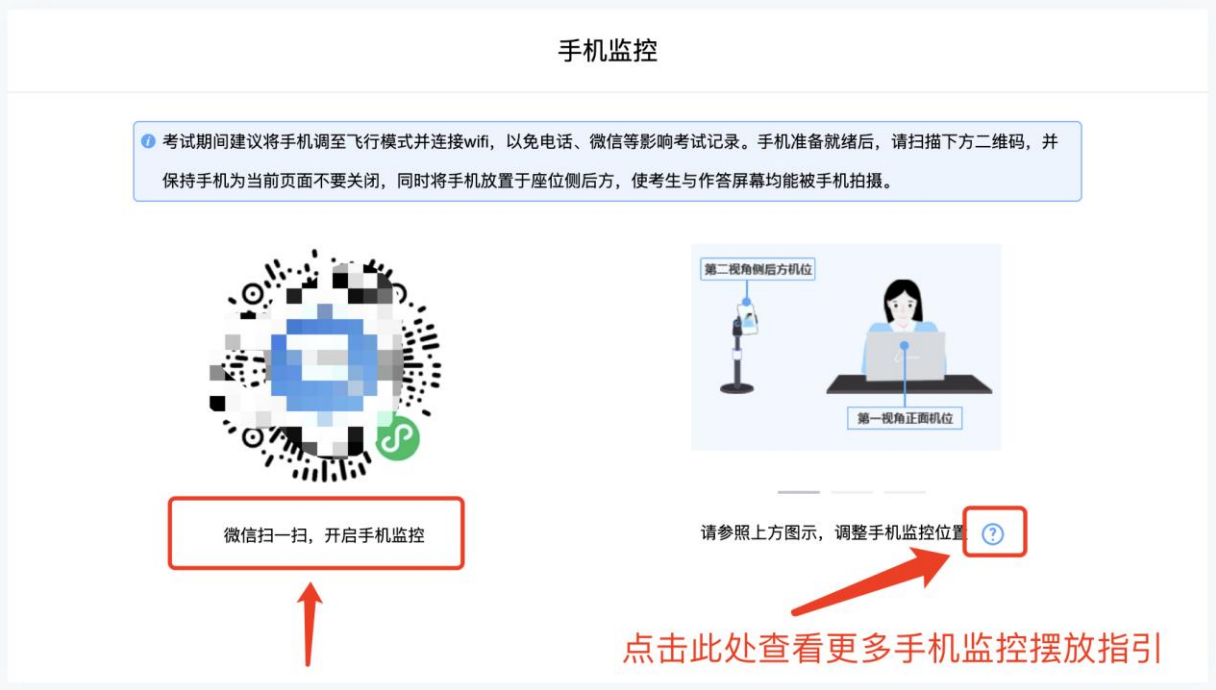 手机监控
考试期间建议将手机调至飞行模式并连接wifi，以免电话、微信等影响考试记录。手机准备就绪后，请扫描下方二维码，并
保持手机为当前页面不要关闭，同时将手机放置于座位侧后方，使考生与作答屏幕均能被手机拍摄。
第二视角侧后方机位
第一视角正面机位
微信扫一扫，开启手机监控
请参照上方图示，调整手机监控位置
点击此处查看更多手机监控摆放指引